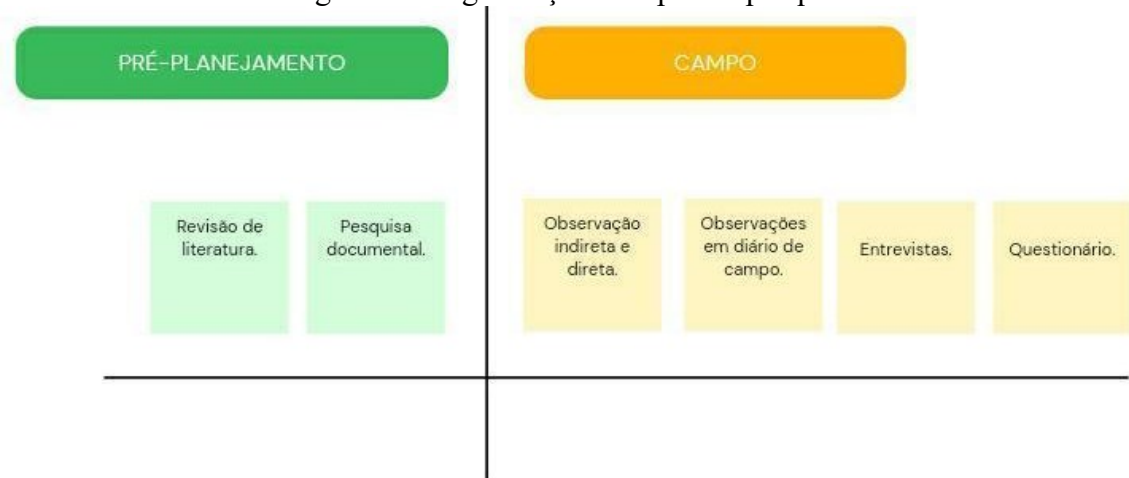 PRÉ-PLANEJAMENTO
CAMPO
Revisão de
literatura.
Pesquisa
documental.
Observação
indireta e
direta.
Observações
em diário de
campo.
Entrevistas.
Questionário.